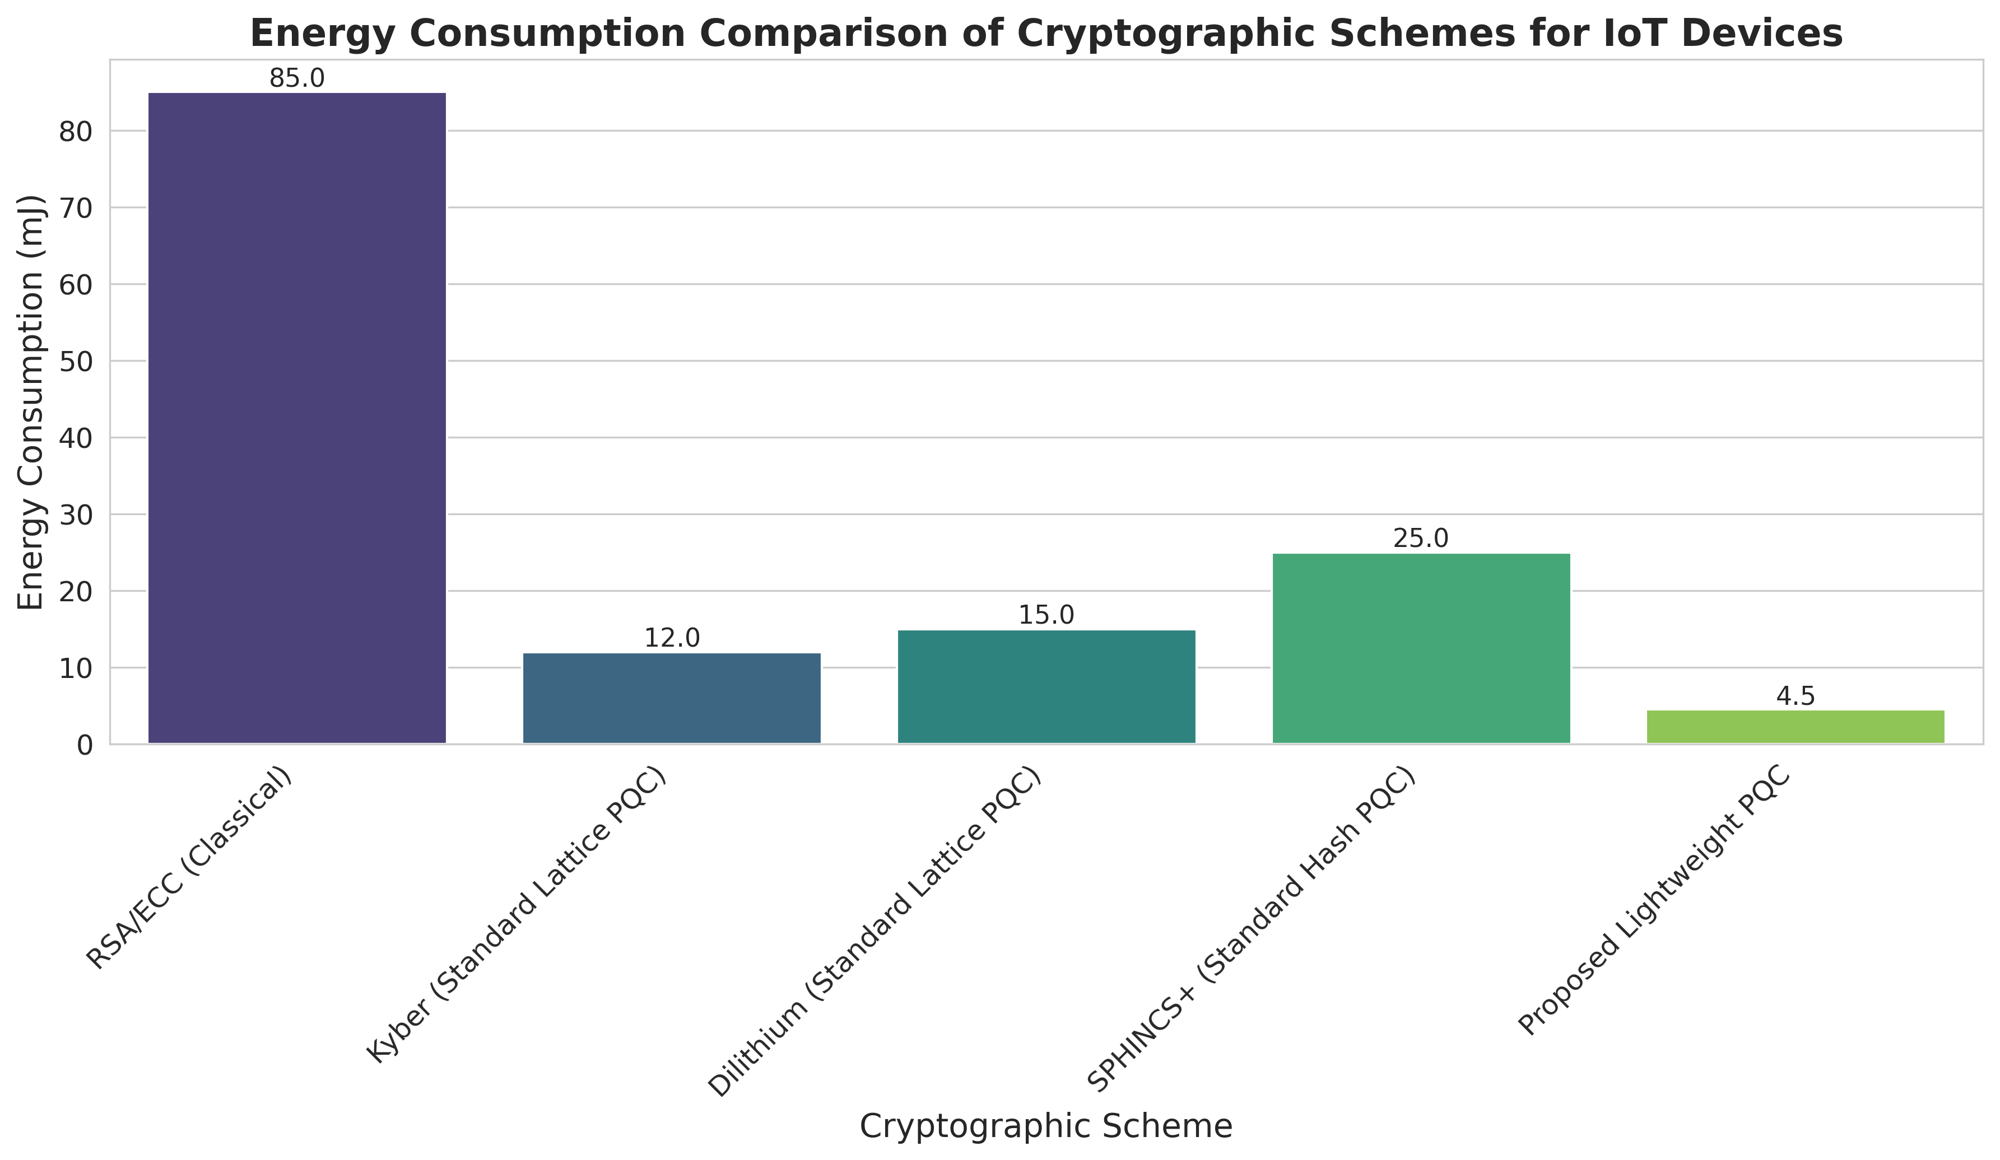 Energy Consumption Comparison of Cryptographic Schemes for IoT Devices
85.0
80
70
60
50
40
30
20
10
0
Energy Consumption (mJ)
12.0
15.0
25.0
4.5
RSA/ECC (Classical)
Kyber (Standard Lattice PQC)
Dilithium (Standard Lattice PQC)
SPHINCS+ (Standard Hash PQC)
Proposed Lightweight PQC
Cryptographic Scheme